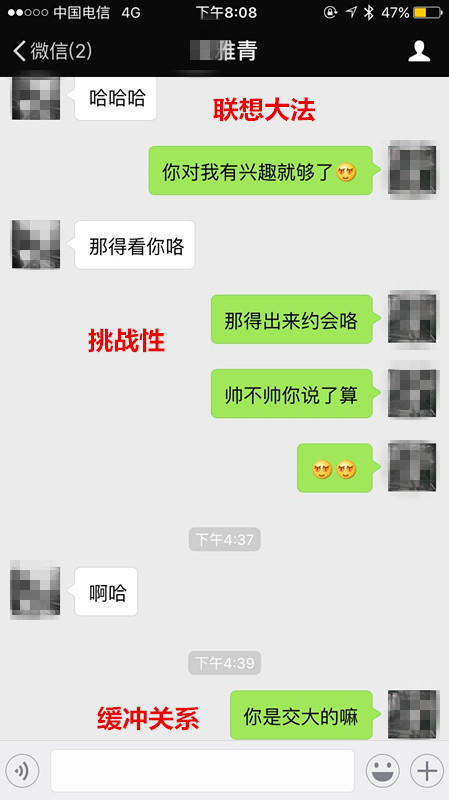 中国电信 4G 下午8:08 47%
微信(2) 雅青
哈哈哈
联想大法
你对我有兴趣就够了
那得看你咯
那得出来约会咯
挑战性
帅不帅你说了算
下午4:37
啊哈
下午4:39
缓冲关系
你是交大的嘛